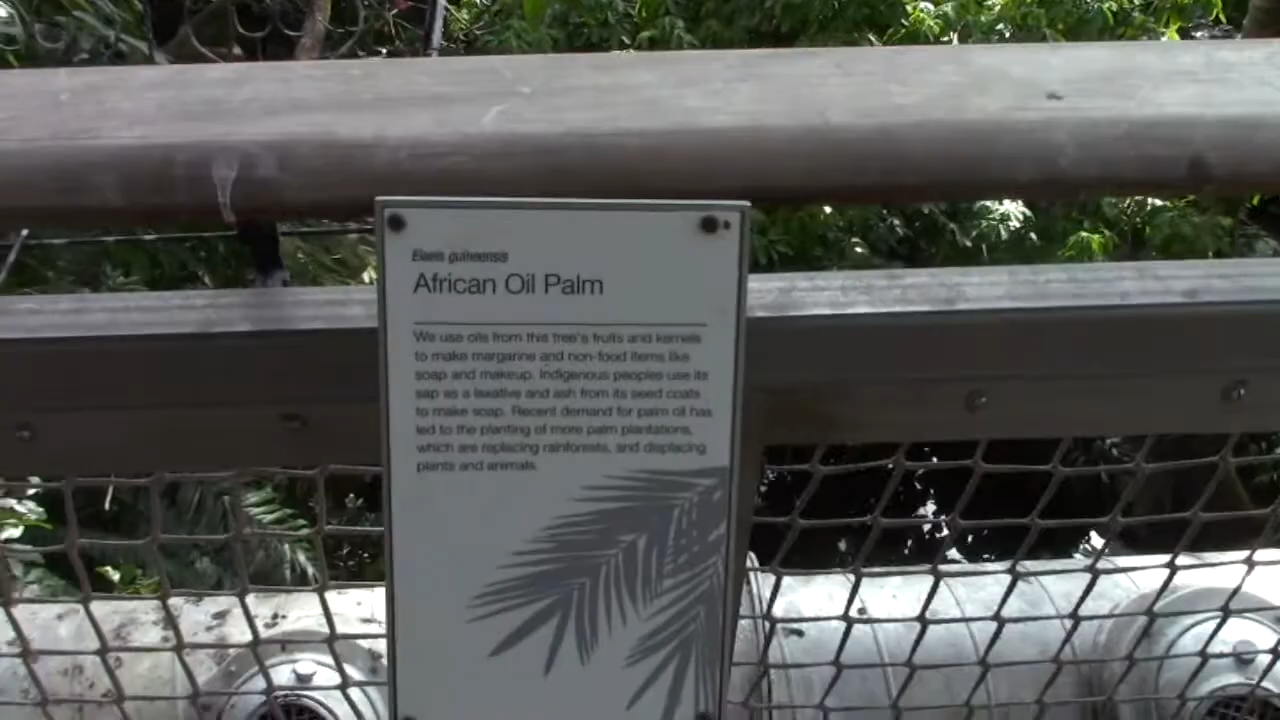 Elaeis guineensis
African Oil Palm
We use oils from this tree's fruits and kernels
to make margarine and non-food items like
soap and makeup. Indigenous peoples use its
sap as a laxative and ash from its seed coats
to make soap. Recent demand for palm oil has
led to the planting of more palm plantations,
which are replacing rainforests, and displacing
plants and animals.